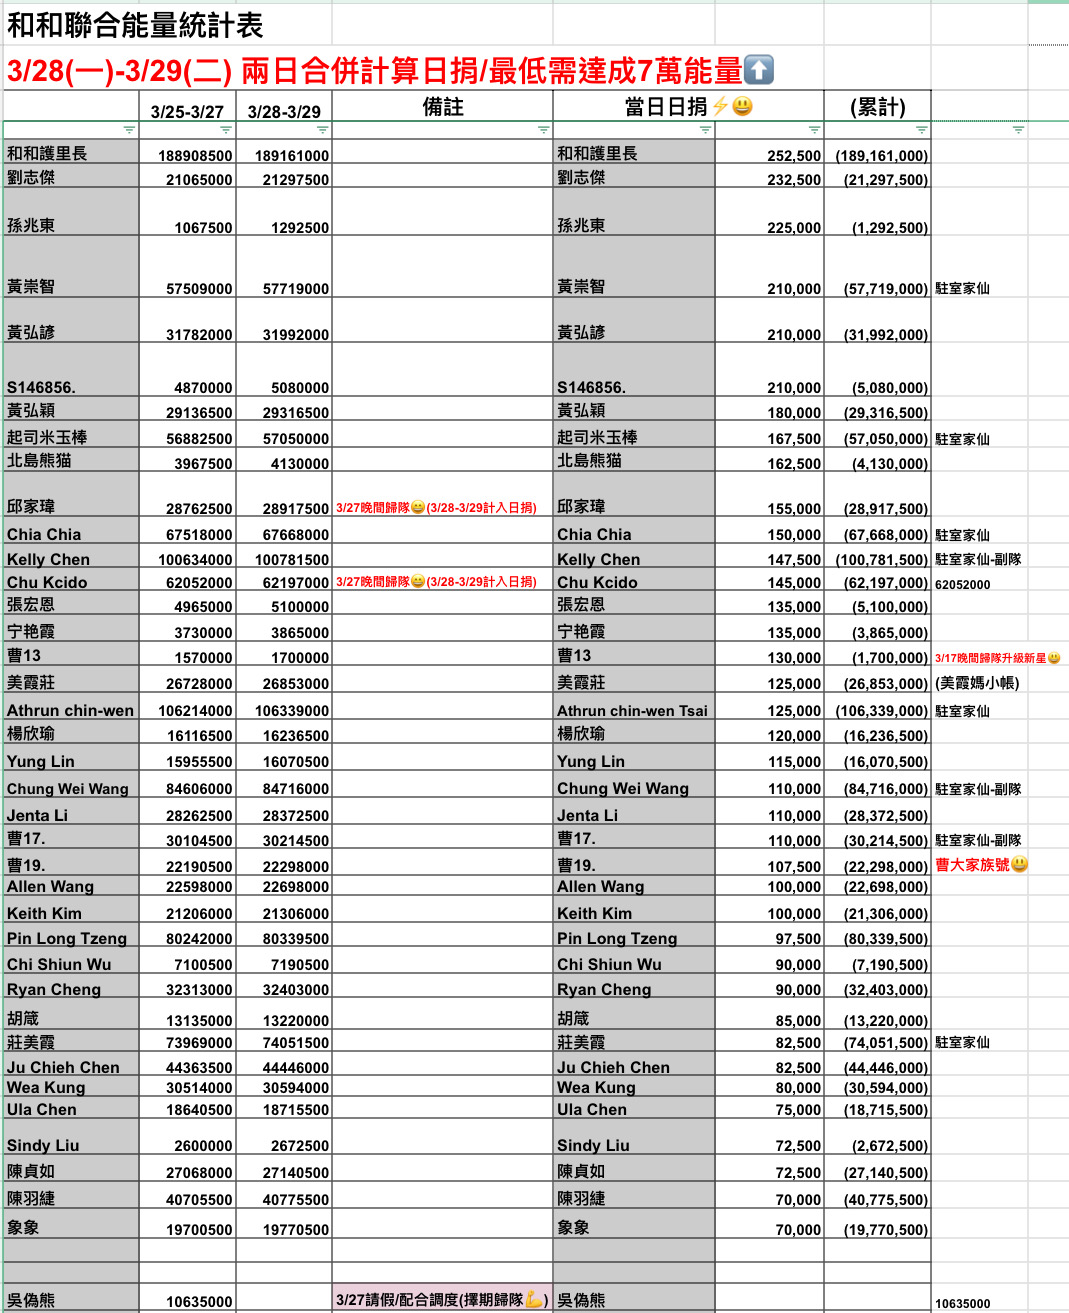 和和聯合能量統計表
3/28(一)-3/29(二) 兩日合併計算日捐/最低需達成7萬能量⬆️
3/25-3/27 3/28-3/29 備註 當日日捐⚡😃 (累計)
和和護里長 188908500 189161000 和和護里長 252,500 (189,161,000)
劉志傑 21065000 21297500 劉志傑 232,500 (21,297,500)
孫兆東 1067500 1292500 孫兆東 225,000 (1,292,500)
黃崇智 57509000 57719000 黃崇智 210,000 (57,719,000) 駐室家仙
黃弘諺 31782000 31992000 黃弘諺 210,000 (31,992,000)
S146856. 4870000 5080000 S146856. 210,000 (5,080,000)
黃弘穎 29136500 29316500 黃弘穎 180,000 (29,316,500)
起司米玉棒 56882500 57050000 起司米玉棒 167,500 (57,050,000) 駐室家仙
北島熊猫 3967500 4130000 北島熊猫 162,500 (4,130,000)
邱家瑋 28762500 28917500 3/27晚間歸隊😄(3/28-3/29計入日捐) 邱家瑋 155,000 (28,917,500)
Chia Chia 67518000 67668000 Chia Chia 150,000 (67,668,000) 駐室家仙
Kelly Chen 100634000 100781500 Kelly Chen 147,500 (100,781,500) 駐室家仙-副隊
Chu Kcido 62052000 62197000 3/27晚間歸隊😄(3/28-3/29計入日捐) Chu Kcido 145,000 (62,197,000) 62052000
張宏恩 4965000 5100000 張宏恩 135,000 (5,100,000)
宁艳霞 3730000 3865000 宁艳霞 135,000 (3,865,000)
曹13 1570000 1700000 曹13 130,000 (1,700,000) 3/17晚間歸隊升級新星😃
美霞莊 26728000 26853000 美霞莊 125,000 (26,853,000) (美霞媽小帳)
Athrun chin-wen 106214000 106339000 Athrun chin-wen Tsai 125,000 (106,339,000) 駐室家仙
楊欣瑜 16116500 16236500 楊欣瑜 120,000 (16,236,500)
Yung Lin 15955500 16070500 Yung Lin 115,000 (16,070,500)
Chung Wei Wang 84606000 84716000 Chung Wei Wang 110,000 (84,716,000) 駐室家仙-副隊
Jenta Li 28262500 28372500 Jenta Li 110,000 (28,372,500)
曹17. 30104500 30214500 曹17. 110,000 (30,214,500) 駐室家仙-副隊
曹19. 22190500 22298000 曹19. 107,500 (22,298,000) 曹大家族號😃
Allen Wang 22598000 22698000 Allen Wang 100,000 (22,698,000)
Keith Kim 21206000 21306000 Keith Kim 100,000 (21,306,000)
Pin Long Tzeng 80242000 80339500 Pin Long Tzeng 97,500 (80,339,500)
Chi Shiun Wu 7100500 7190500 Chi Shiun Wu 90,000 (7,190,500)
Ryan Cheng 32313000 32403000 Ryan Cheng 90,000 (32,403,000)
胡箴 13135000 13220000 胡箴 85,000 (13,220,000)
莊美霞 73969000 74051500 莊美霞 82,500 (74,051,500) 駐室家仙
Ju Chieh Chen 44363500 44446000 Ju Chieh Chen 82,500 (44,446,000)
Wea Kung 30514000 30594000 Wea Kung 80,000 (30,594,000)
Ula Chen 18640500 18715500 Ula Chen 75,000 (18,715,500)
Sindy Liu 2600000 2672500 Sindy Liu 72,500 (2,672,500)
陳貞如 27068000 27140500 陳貞如 72,500 (27,140,500)
陳羽緁 40705500 40775500 陳羽緁 70,000 (40,775,500)
象象 19700500 19770500 象象 70,000 (19,770,500)
吳偽熊 10635000 3/27請假/配合調度(擇期歸隊💪) 吳偽熊 10635000